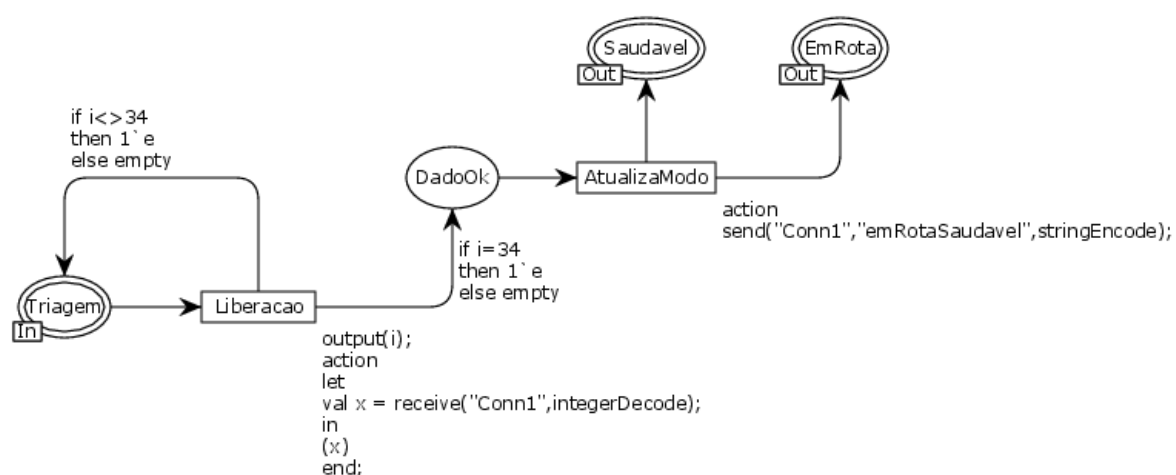 Saudavel
Out
EmRota
Out
if i<>34
then 1`e
else empty
DadoOk
AtualizaModo
action
send("Conn1","emRotaSaudavel",stringEncode);
if i=34
then 1`e
else empty
Triagem
In
Liberacao
output(i);
action
let
val x = receive("Conn1",integerDecode);
in
(x)
end;